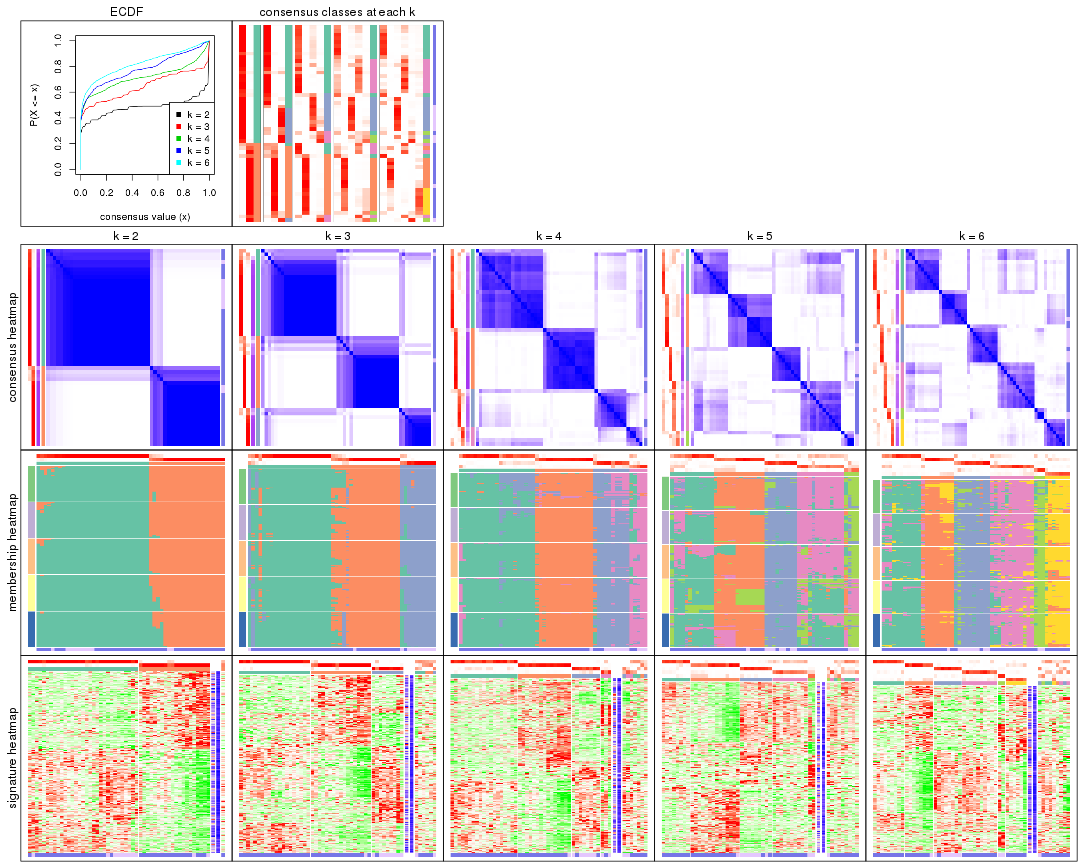 ECDF
consensus classes at each k
P(X <= x)
0.0
0.2
0.4
0.6
0.8
1.0
k = 2
k = 3
k = 4
k = 5
k = 6
0.0 0.2 0.4 0.6 0.8 1.0
consensus value (x)
k = 2
k = 3
k = 4
k = 5
k = 6
consensus heatmap
membership heatmap
signature heatmap